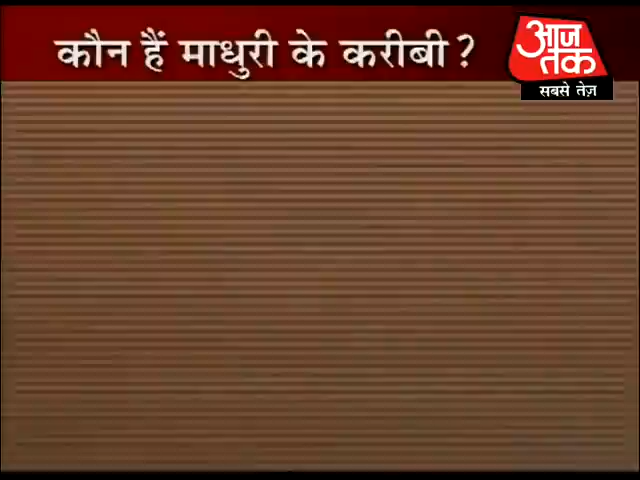 कौन हैं माधुरी के करीबी ?
आज
तक
सबसे तेज़